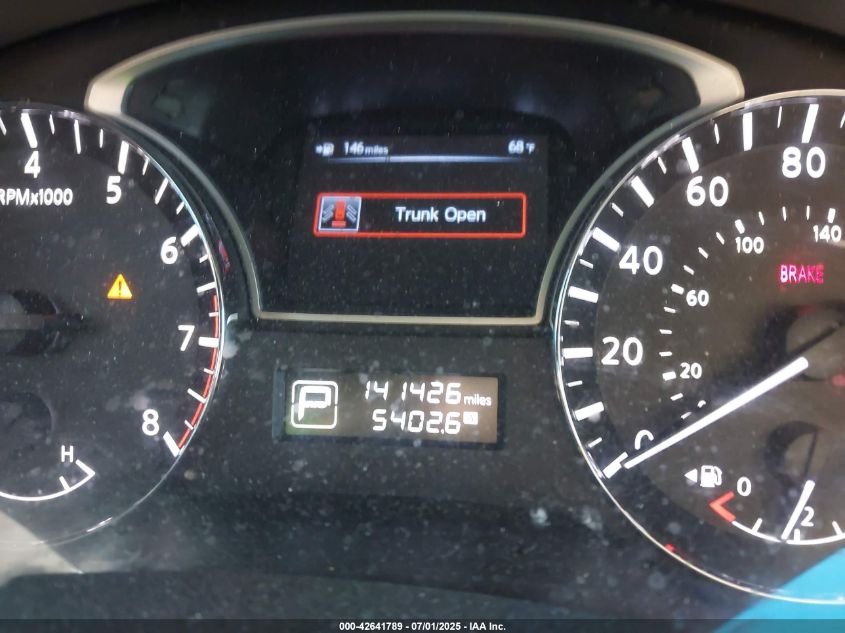 146 miles 68 °F
Trunk Open
4 5 6 7 8
RPMx1000
H
P 141426 miles
5402.6
0 20 40 60 80
20 60 100 140
BRAKE
0 1/2
000-42641789 - 07/01/2025 - IAA Inc.